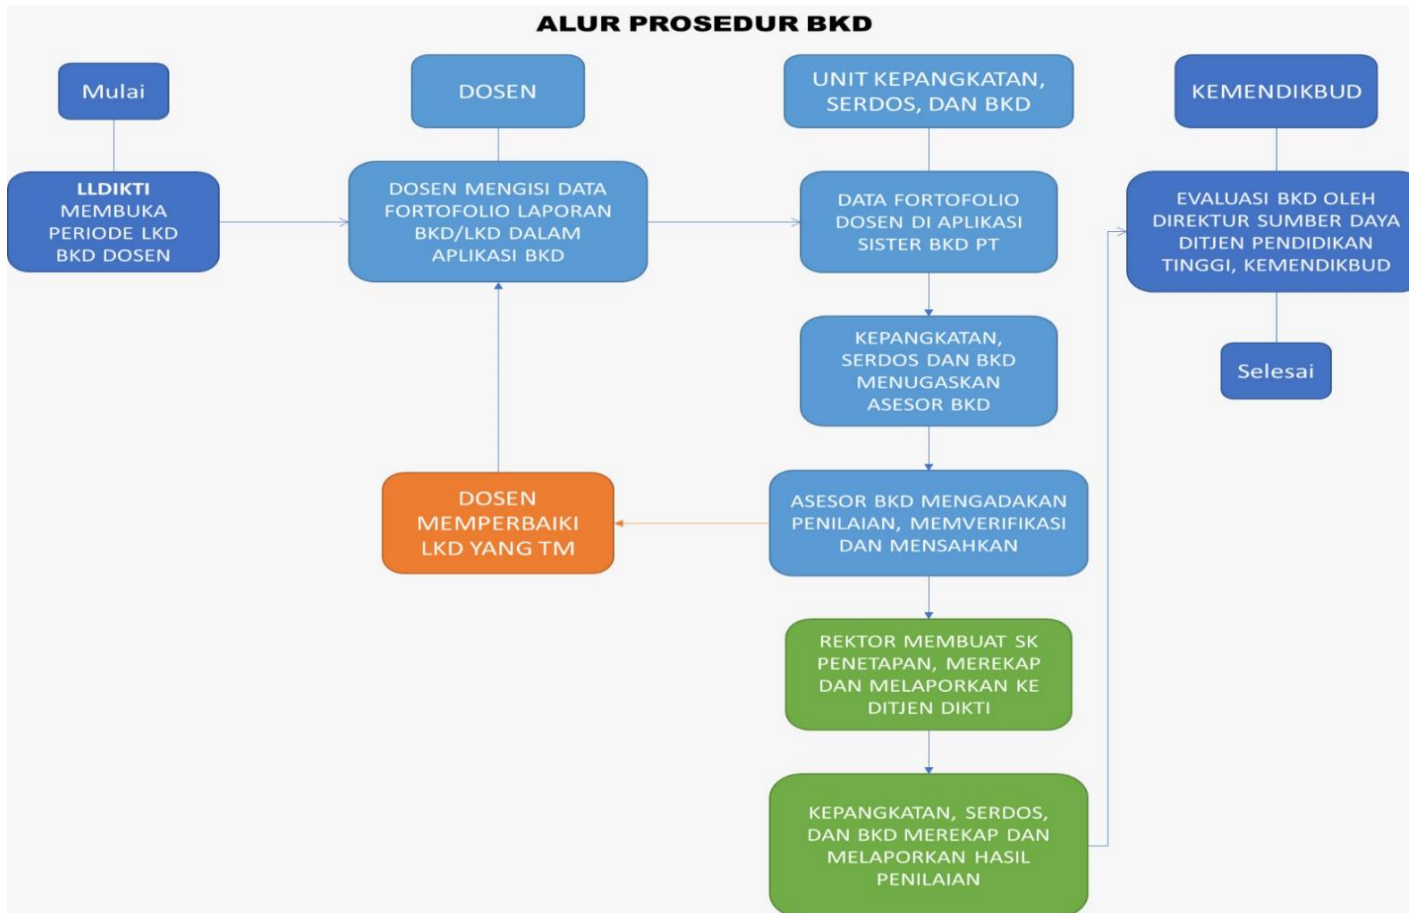 ALUR PROSEDUR BKD
Mulai
LLDIKTI
MEMBUKA
PERIODE LKD
BKD DOSEN
DOSEN
DOSEN MENGISI DATA
FORTOFOLIO LAPORAN
BKD/LKD DALAM
APLIKASI BKD
UNIT KEPANGKATAN,
SERDOS, DAN BKD
DATA FORTOFOLIO
DOSEN DI APLIKASI
SISTER BKD PT
KEPANGKATAN,
SERDOS DAN BKD
MENUGASKAN
ASESOR BKD
ASESOR BKD MENGADAKAN
PENILAIAN, MEMVERIFIKASI
DAN MENSAHKAN
DOSEN
MEMPERBAIKI
LKD YANG TM
REKTOR MEMBUAT SK
PENETAPAN, MEREKAP
DAN MELAPORKAN KE
DITJEN DIKTI
KEPANGKATAN, SERDOS,
DAN BKD MEREKAP DAN
MELAPORKAN HASIL
PENILAIAN
KEMENDIKBUD
EVALUASI BKD OLEH
DIREKTUR SUMBER DAYA
DITJEN PENDIDIKAN
TINGGI, KEMENDIKBUD
Selesai